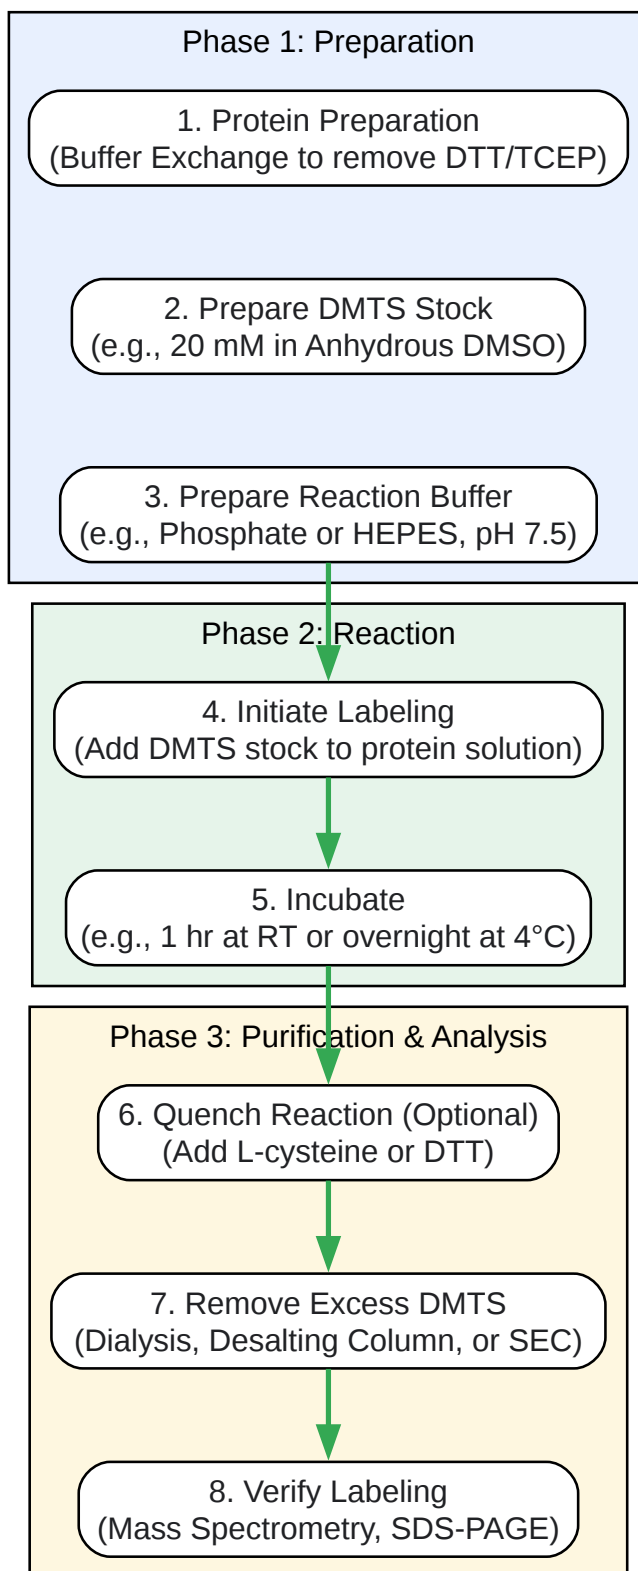 Phase 1: Preparation
1. Protein Preparation
(Buffer Exchange to remove DTT/TCEP)
2. Prepare DMTS Stock
(e.g., 20 mM in Anhydrous DMSO)
3. Prepare Reaction Buffer
(e.g., Phosphate or HEPES, pH 7.5)
Phase 2: Reaction
4. Initiate Labeling
(Add DMTS stock to protein solution)
5. Incubate
(e.g., 1 hr at RT or overnight at 4°C)
Phase 3: Purification & Analysis
6. Quench Reaction (Optional)
(Add L-cysteine or DTT)
7. Remove Excess DMTS
(Dialysis, Desalting Column, or SEC)
8. Verify Labeling
(Mass Spectrometry, SDS-PAGE)